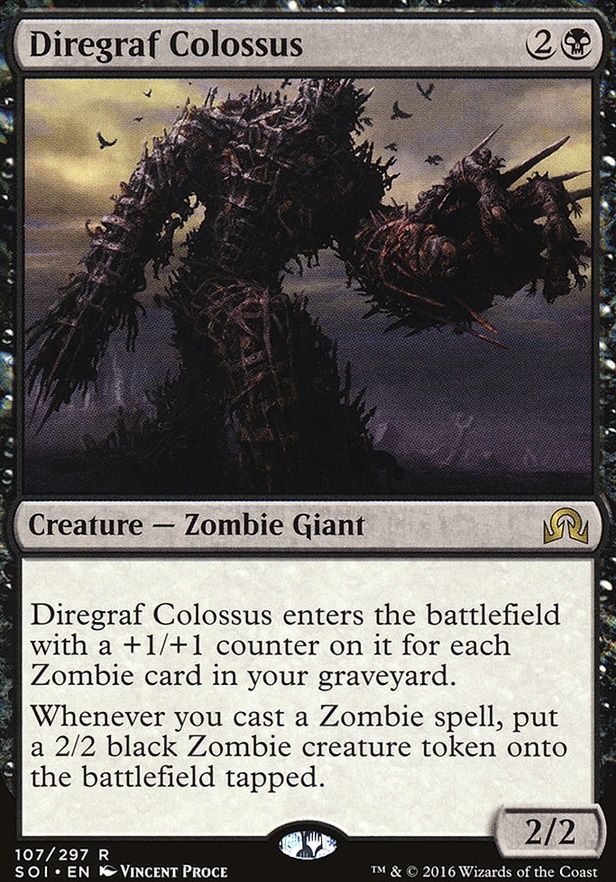 Diregraf Colossus 2
Creature — Zombie Giant
Diregraf Colossus enters the battlefield
with a +1/+1 counter on it for each
Zombie card in your graveyard.
Whenever you cast a Zombie spell, put
a 2/2 black Zombie creature token onto
the battlefield tapped.
2/2
107/297 R
SOI • EN Vincent Proce
™ & © 2016 Wizards of the Coast